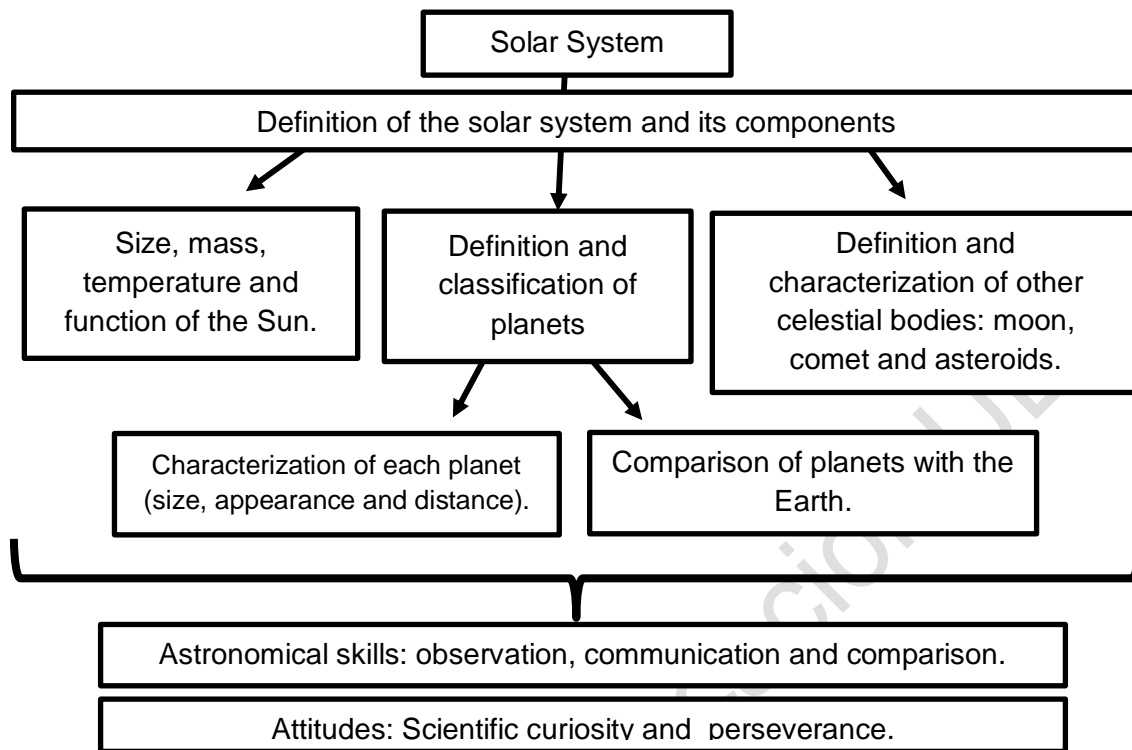 Solar System
Definition of the solar system and its components
Size, mass,
temperature and
function of the Sun.
Definition and
classification of
planets
Definition and
characterization of other
celestial bodies: moon,
comet and asteroids.
Characterization of each planet
(size, appearance and distance).
Comparison of planets with the
Earth.
Astronomical skills: observation, communication and comparison.
Attitudes: Scientific curiosity and  perseverance.